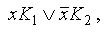 xK₁ ∨ x̅K₂ ,